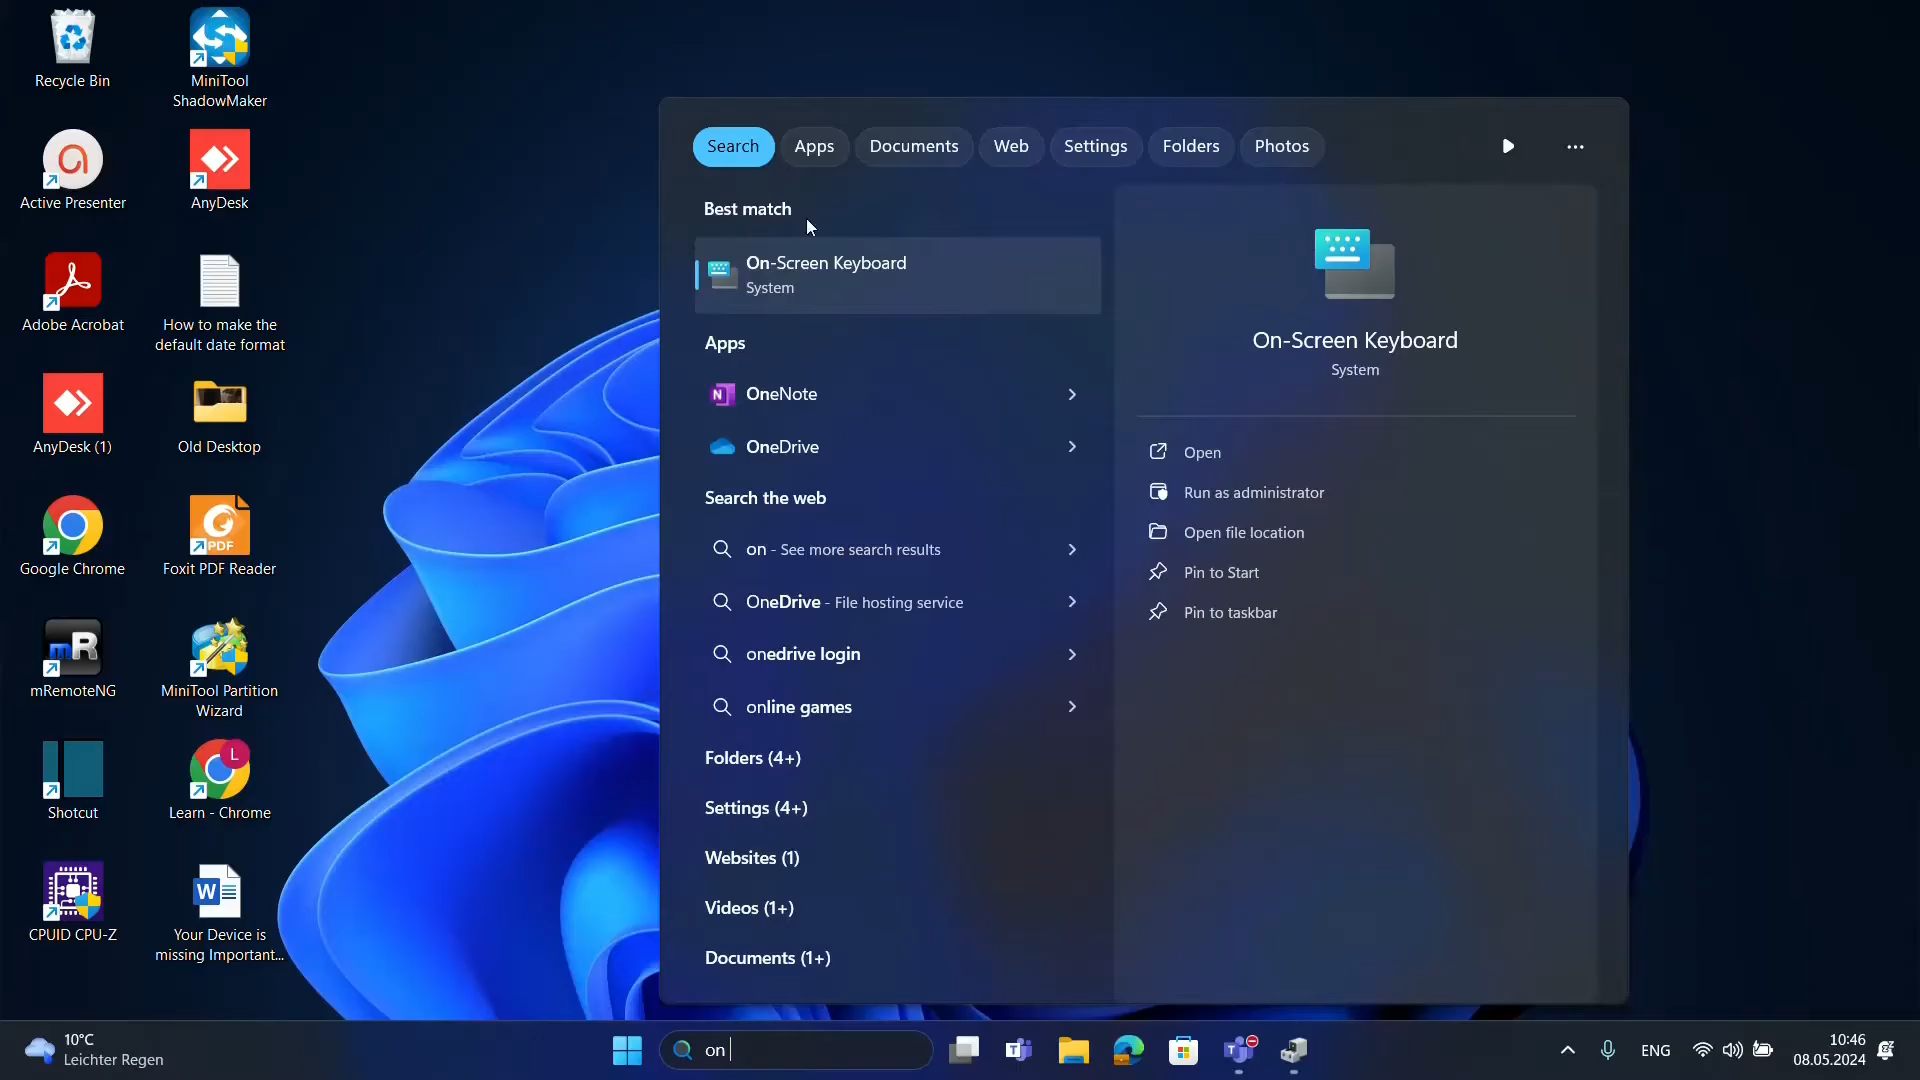 Recycle Bin
MiniTool
ShadowMaker
Active Presenter
AnyDesk
Adobe Acrobat
How to make the
default date format
AnyDesk (1)
Old Desktop
Google Chrome
PDF
Foxit PDF Reader
mR
mRemoteNG
MiniTool Partition
Wizard
Shotcut
L
Learn - Chrome
CPUID CPU-Z
W
Your Device is
missing Important...
Search
Apps
Documents
Web
Settings
Folders
Photos
Best match
On-Screen Keyboard
System
Apps
N
OneNote
OneDrive
Search the web
on - See more search results
OneDrive - File hosting service
onedrive login
online games
Folders (4+)
Settings (4+)
Websites (1)
Videos (1+)
Documents (1+)
On-Screen Keyboard
System
Open
Run as administrator
Open file location
Pin to Start
Pin to taskbar
10°C
Leichter Regen
on
T
T
ENG
10:46
08.05.2024